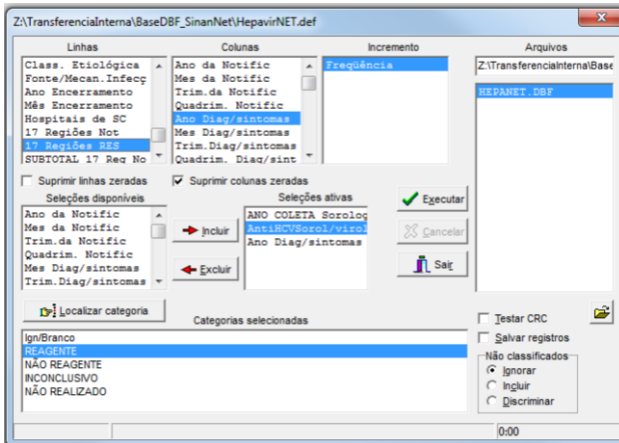 Z:\TransferenciaInterna\BaseDBF_SinanNet\HepavirNET.def
Linhas
Class. Etiológica
Fonte/Mecan.Infecç
Ano Encerramento
Mês Encerramento
Hospitais de SC
17 Regiões Not
17 Regiões RES
SUBTOTAL 17 Reg No
Colunas
Ano da Notific
Mes da Notific
Trim.da Notific
Quadrim. Notific
Ano Diag/sintomas
Mes Diag/sintomas
Trim.Diag/sintomas
Quadrim. Diag/sint
Incremento
Freqüência
Arquivos
Z:\TransferenciaInterna\Base
HEPANET.DBF
Suprimir linhas zeradas
Suprimir colunas zeradas
Seleções disponíveis
Ano da Notific
Mes da Notific
Trim.da Notific
Quadrim. Notific
Mes Diag/sintomas
Trim.Diag/sintomas
Incluir
Excluir
Seleções ativas
ANO COLETA Sorolog
AntiHCVSorol/virol
Ano Diag/sintomas
Executar
Cancelar
Sair
Localizar categoria
Categorias selecionadas
Ign/Branco
REAGENTE
NÃO REAGENTE
INCONCLUSIVO
NÃO REALIZADO
Testar CRC
Salvar registros
Não classificados
Ignorar
Incluir
Discriminar
0:00